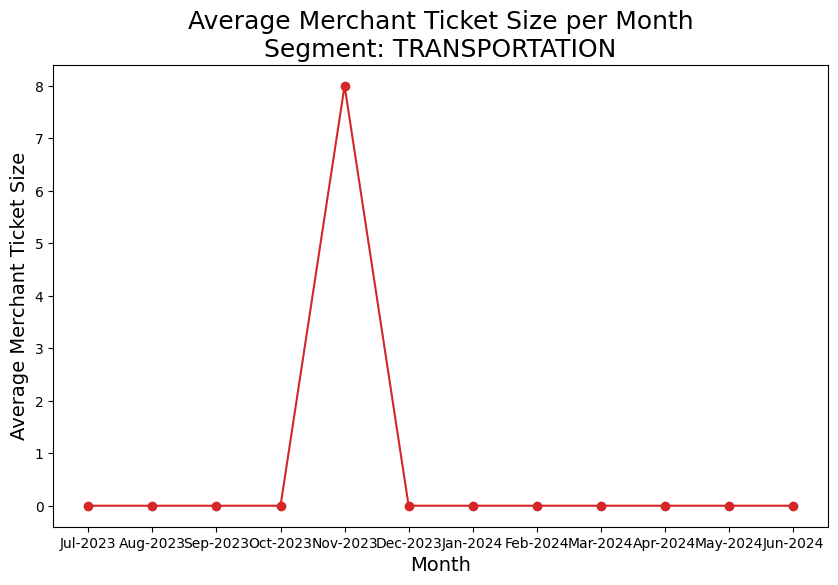 Average Merchant Ticket Size per Month
Segment: TRANSPORTATION
Average Merchant Ticket Size
8
7
6
5
4
3
2
1
0
Jul-2023 Aug-2023 Sep-2023 Oct-2023 Nov-2023 Dec-2023 Jan-2024 Feb-2024 Mar-2024 Apr-2024 May-2024 Jun-2024
Month